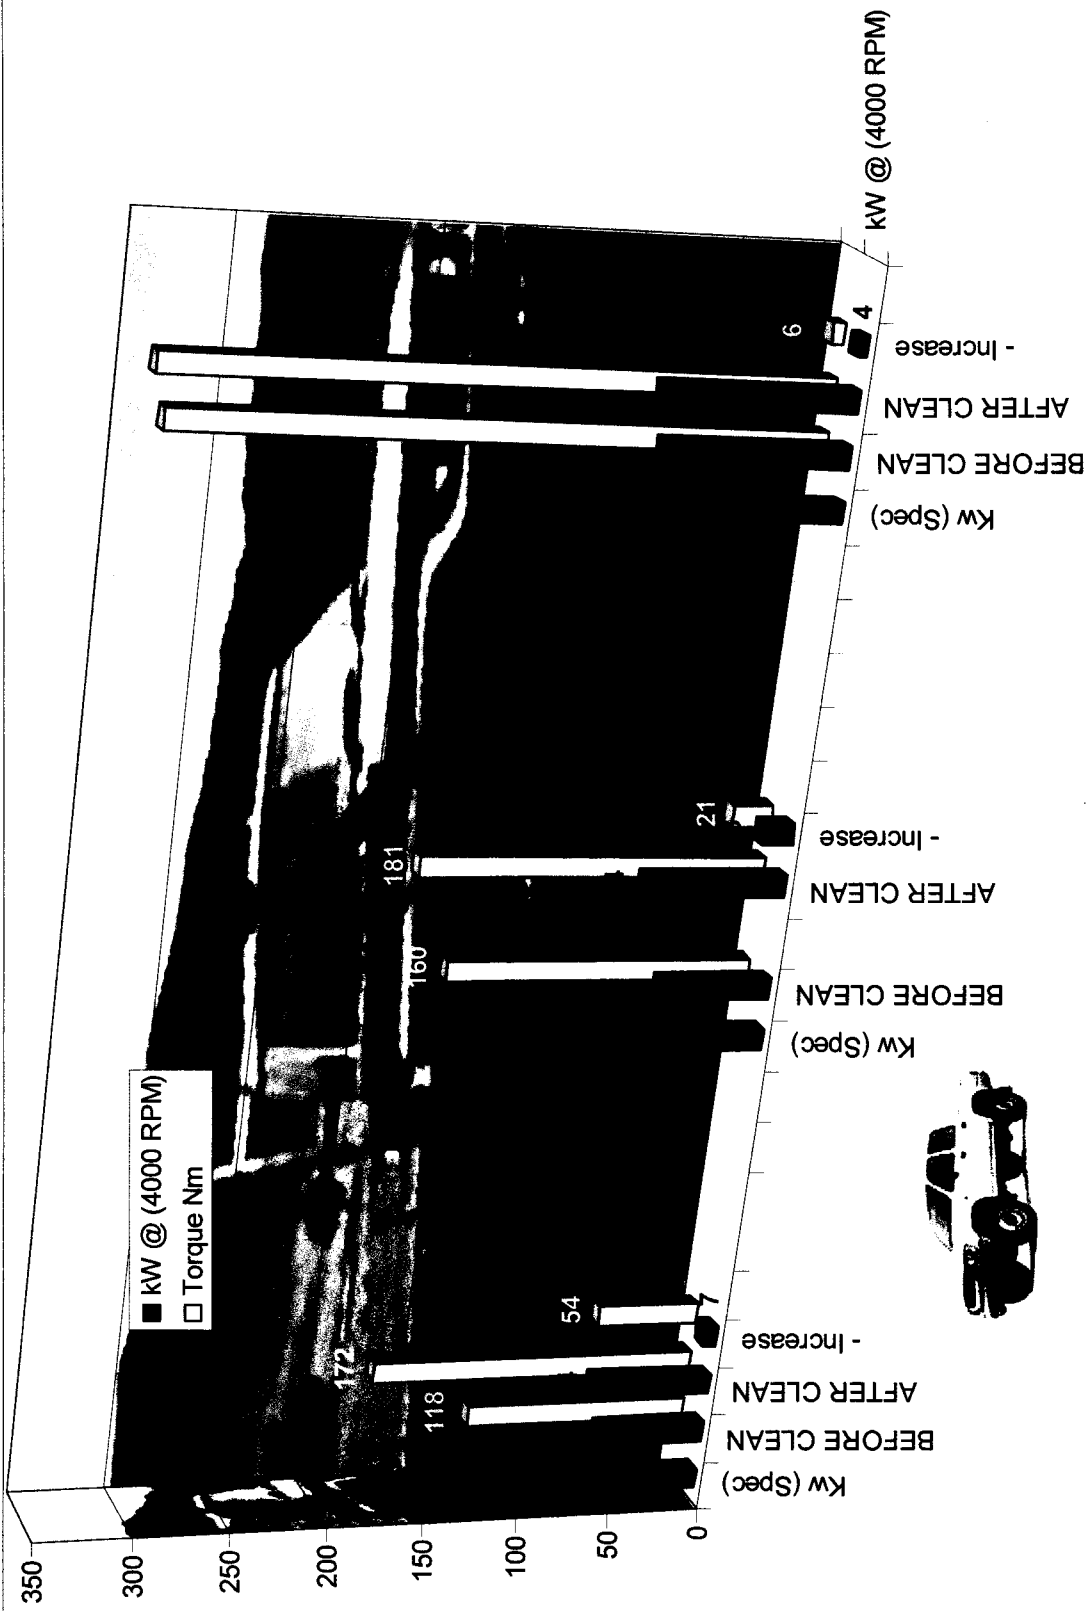 350
300
250
200
150
100
50
0
■ kW @ (4000 RPM)
□ Torque Nm
118
172
54
7
160
181
21
6
4
Kw (Spec)
BEFORE CLEAN
AFTER CLEAN
- Increase
Kw (Spec)
BEFORE CLEAN
AFTER CLEAN
- Increase
Kw (Spec)
BEFORE CLEAN
AFTER CLEAN
- Increase
kW @ (4000 RPM)